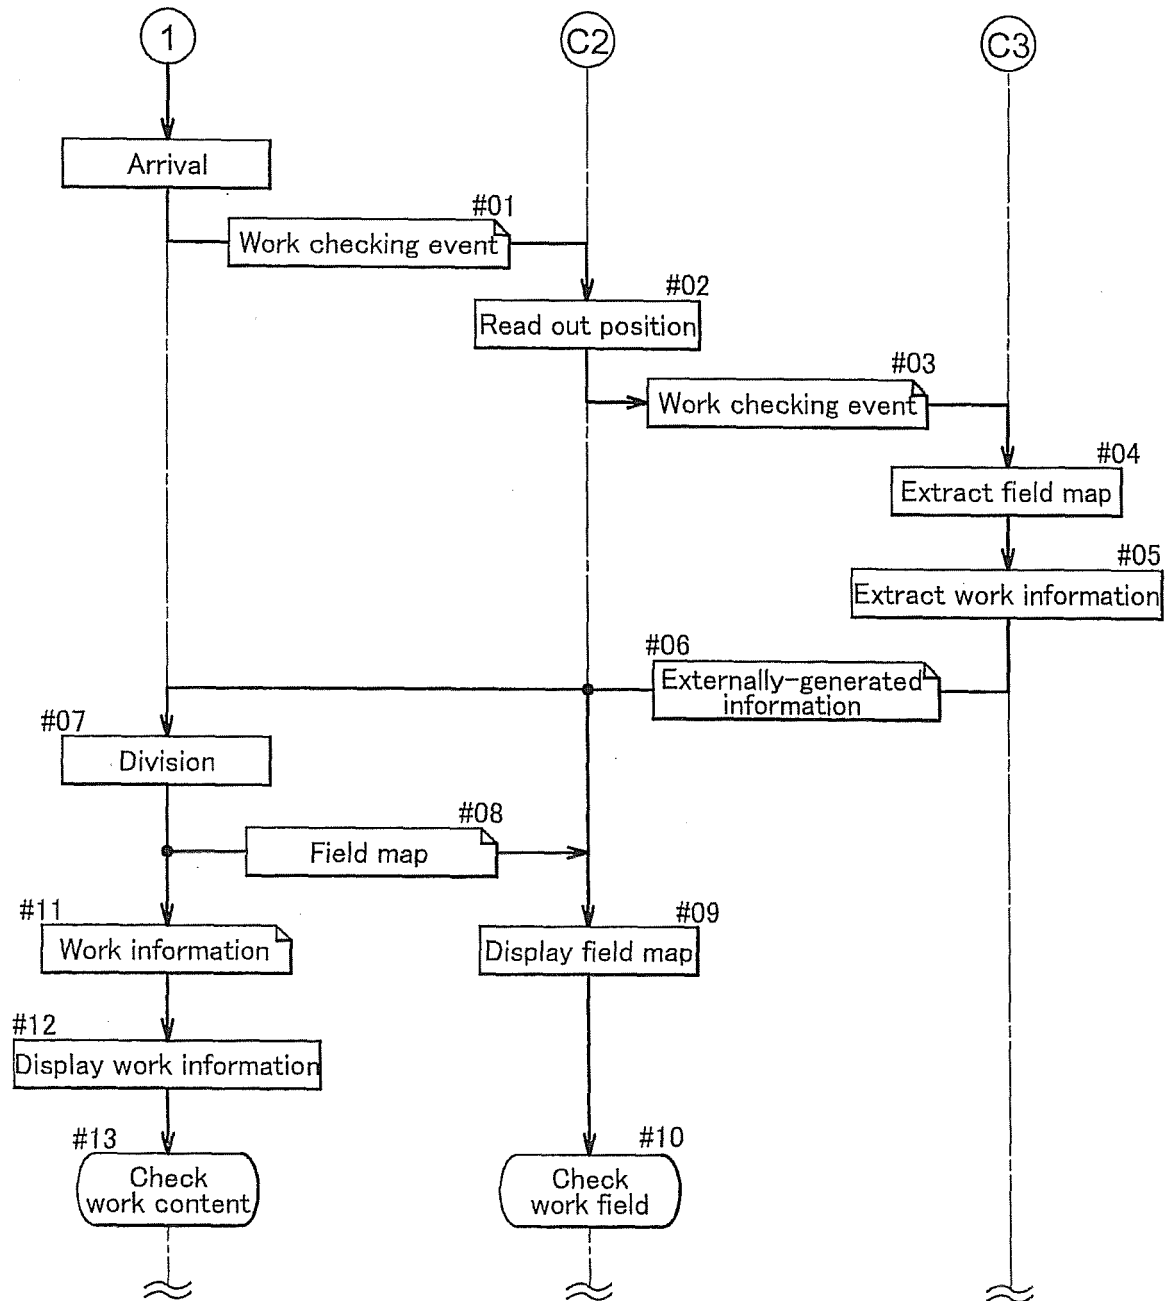 1
C2
C3
Arrival
#01
Work checking event
#02
Read out position
#03
Work checking event
#04
Extract field map
#05
Extract work information
#06
Externally-generated
information
#07
Division
#08
Field map
#11
Work information
#09
Display field map
#12
Display work information
#13
Check
work content
#10
Check
work field